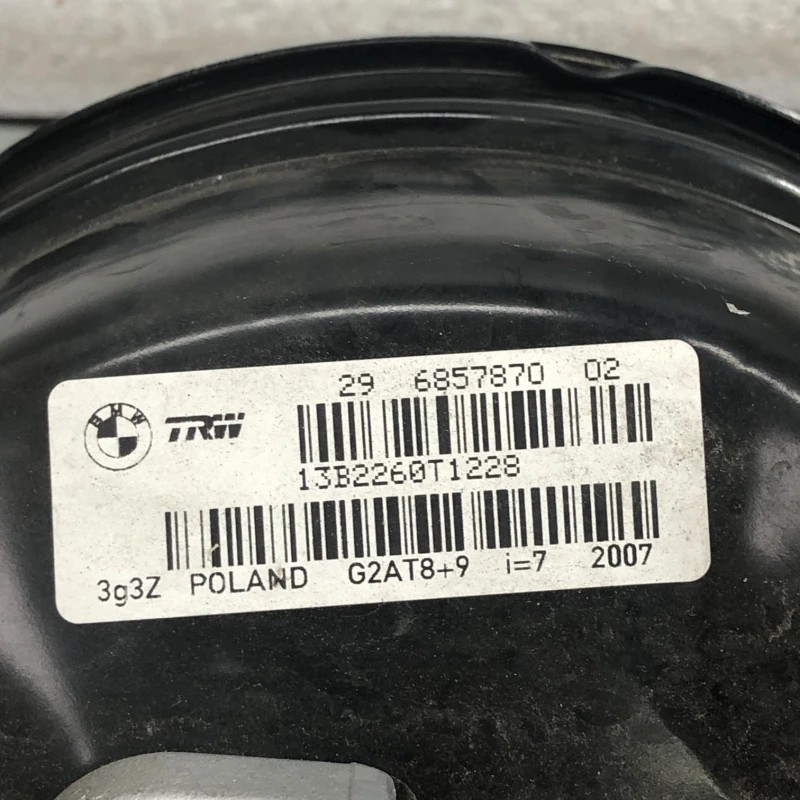 29 6857870 02
BMW TRW
13B2260T1228
3g3Z POLAND G2AT8+9 i=7 2007